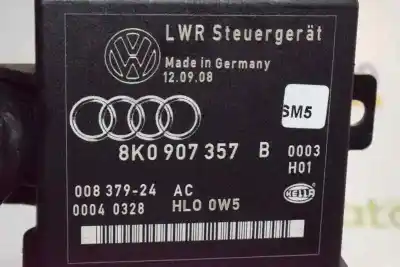 LWR Steuergerät
Made in Germany
12.09.08
SM5
8K0 907 357 B 0003
H01
008 379-24 AC
0004 0328 HLO 0W5
HELLA